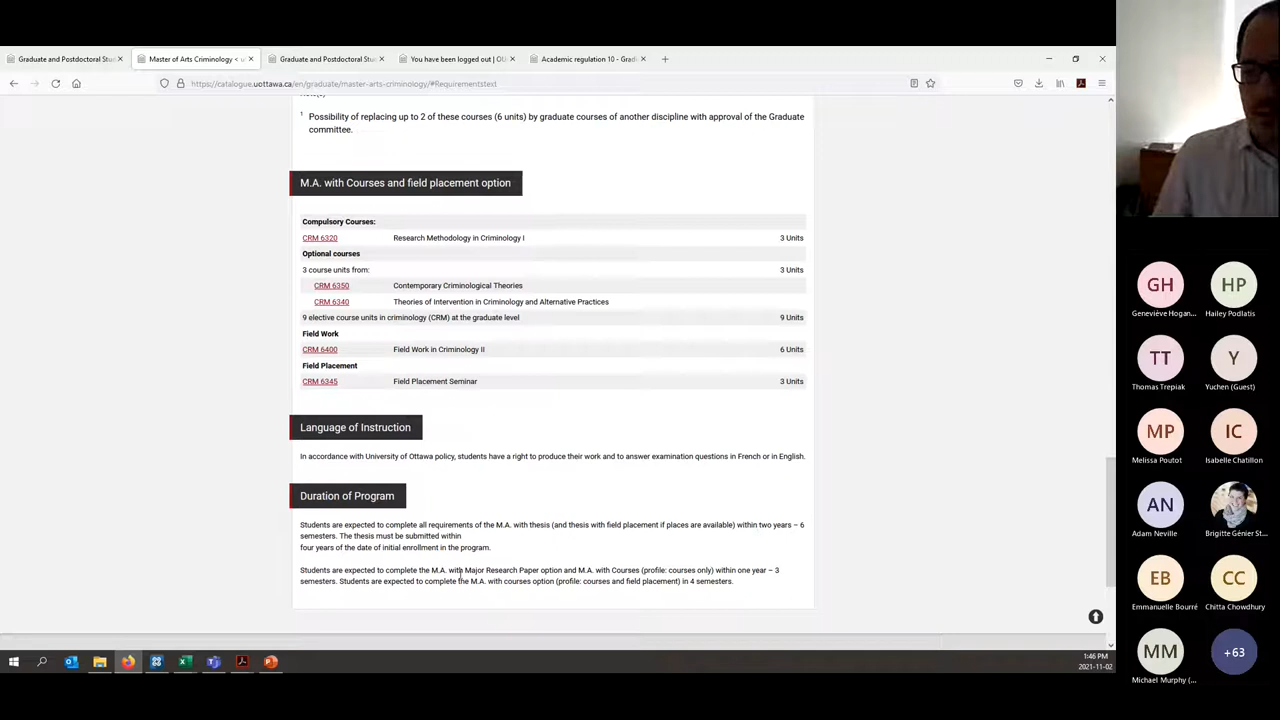 Graduate and Postdoctoral Stu
Master of Arts Criminology < u
Graduate and Postdoctoral Stu
You have been logged out | OU
Academic regulation 10 - Grad
https://catalogue.uottawa.ca/en/graduate/master-arts-criminology/#Requirementstext
1 Possibility of replacing up to 2 of these courses (6 units) by graduate courses of another discipline with approval of the Graduate
committee.
M.A. with Courses and field placement option
Compulsory Courses:
CRM 6320 Research Methodology in Criminology I 3 Units
Optional courses
3 course units from: 3 Units
CRM 6350 Contemporary Criminological Theories
CRM 6340 Theories of Intervention in Criminology and Alternative Practices
9 elective course units in criminology (CRM) at the graduate level 9 Units
Field Work
CRM 6400 Field Work in Criminology II 6 Units
Field Placement
CRM 6345 Field Placement Seminar 3 Units
Language of Instruction
In accordance with University of Ottawa policy, students have a right to produce their work and to answer examination questions in French or in English.
Duration of Program
Students are expected to complete all requirements of the M.A. with thesis (and thesis with field placement if places are available) within two years – 6
semesters. The thesis must be submitted within
four years of the date of initial enrollment in the program.
Students are expected to complete the M.A. with Major Research Paper option and M.A. with Courses (profile: courses only) within one year – 3
semesters. Students are expected to complete the M.A. with courses option (profile: courses and field placement) in 4 semesters.
1:46 PM
2021-11-02
GH
Geneviève Hogan...
HP
Hailey Podlatis
TT
Thomas Trepiak
Y
Yuchen (Guest)
MP
Melissa Poutot
IC
Isabelle Chatillon
AN
Adam Neville
Brigitte Génier St...
EB
Emmanuelle Bourré
CC
Chitta Chowdhury
MM
Michael Murphy (...
+63